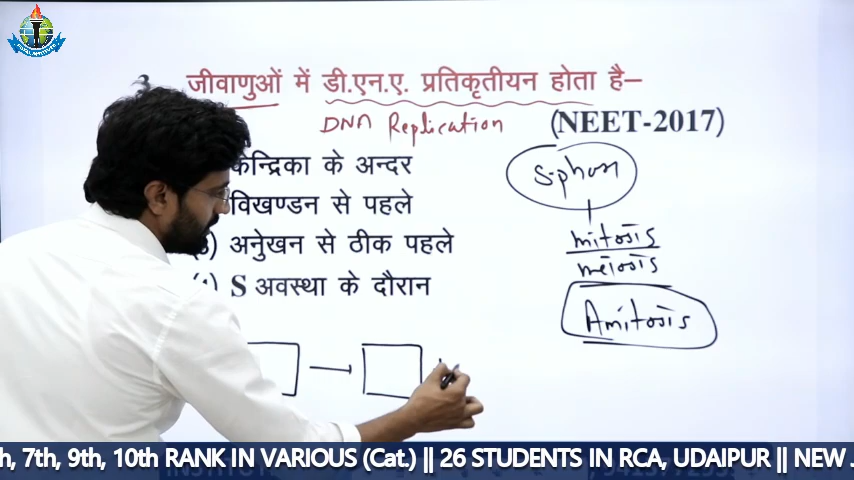 जीवाणुओं में डी.एन.ए. प्रतिकृतीयन होता है–
DNA Replication
(NEET-2017)
केन्द्रिका के अन्दर
विखण्डन से पहले
अनुेखन से ठीक पहले
S अवस्था के दौरान
S-phase
mitosis
meiosis
Amitosis
h, 7th, 9th, 10th RANK IN VARIOUS (Cat.) || 26 STUDENTS IN RCA, UDAIPUR || NEW